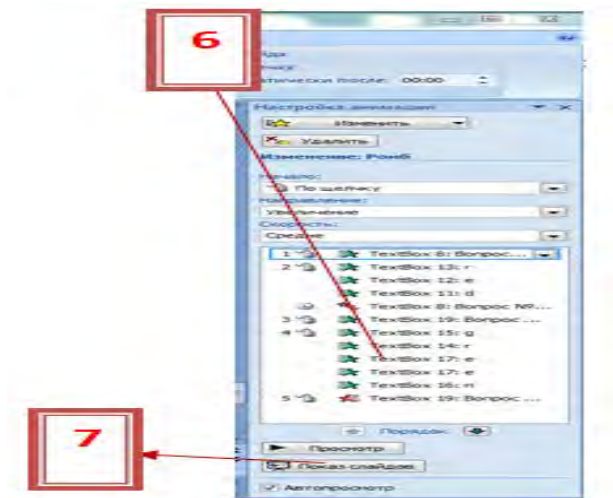 6
после: 00:00
Настройка анимации
Изменить
Удалить
Изменение: Ромб
Начало:
По щелчку
Направление:
Увеличение
Скорость:
Средне
1 TextBox 8: Вопрос...
2 TextBox 13: r
TextBox 12: e
TextBox 11: d
TextBox 8: Вопрос №9...
3 TextBox 19: Вопрос ...
4 TextBox 15: g
TextBox 14: r
TextBox 17: e
TextBox 17: e
TextBox 16: n
5 TextBox 19: Вопрос ...
Порядок
7
Просмотр
Показ слайдов
Автопросмотр